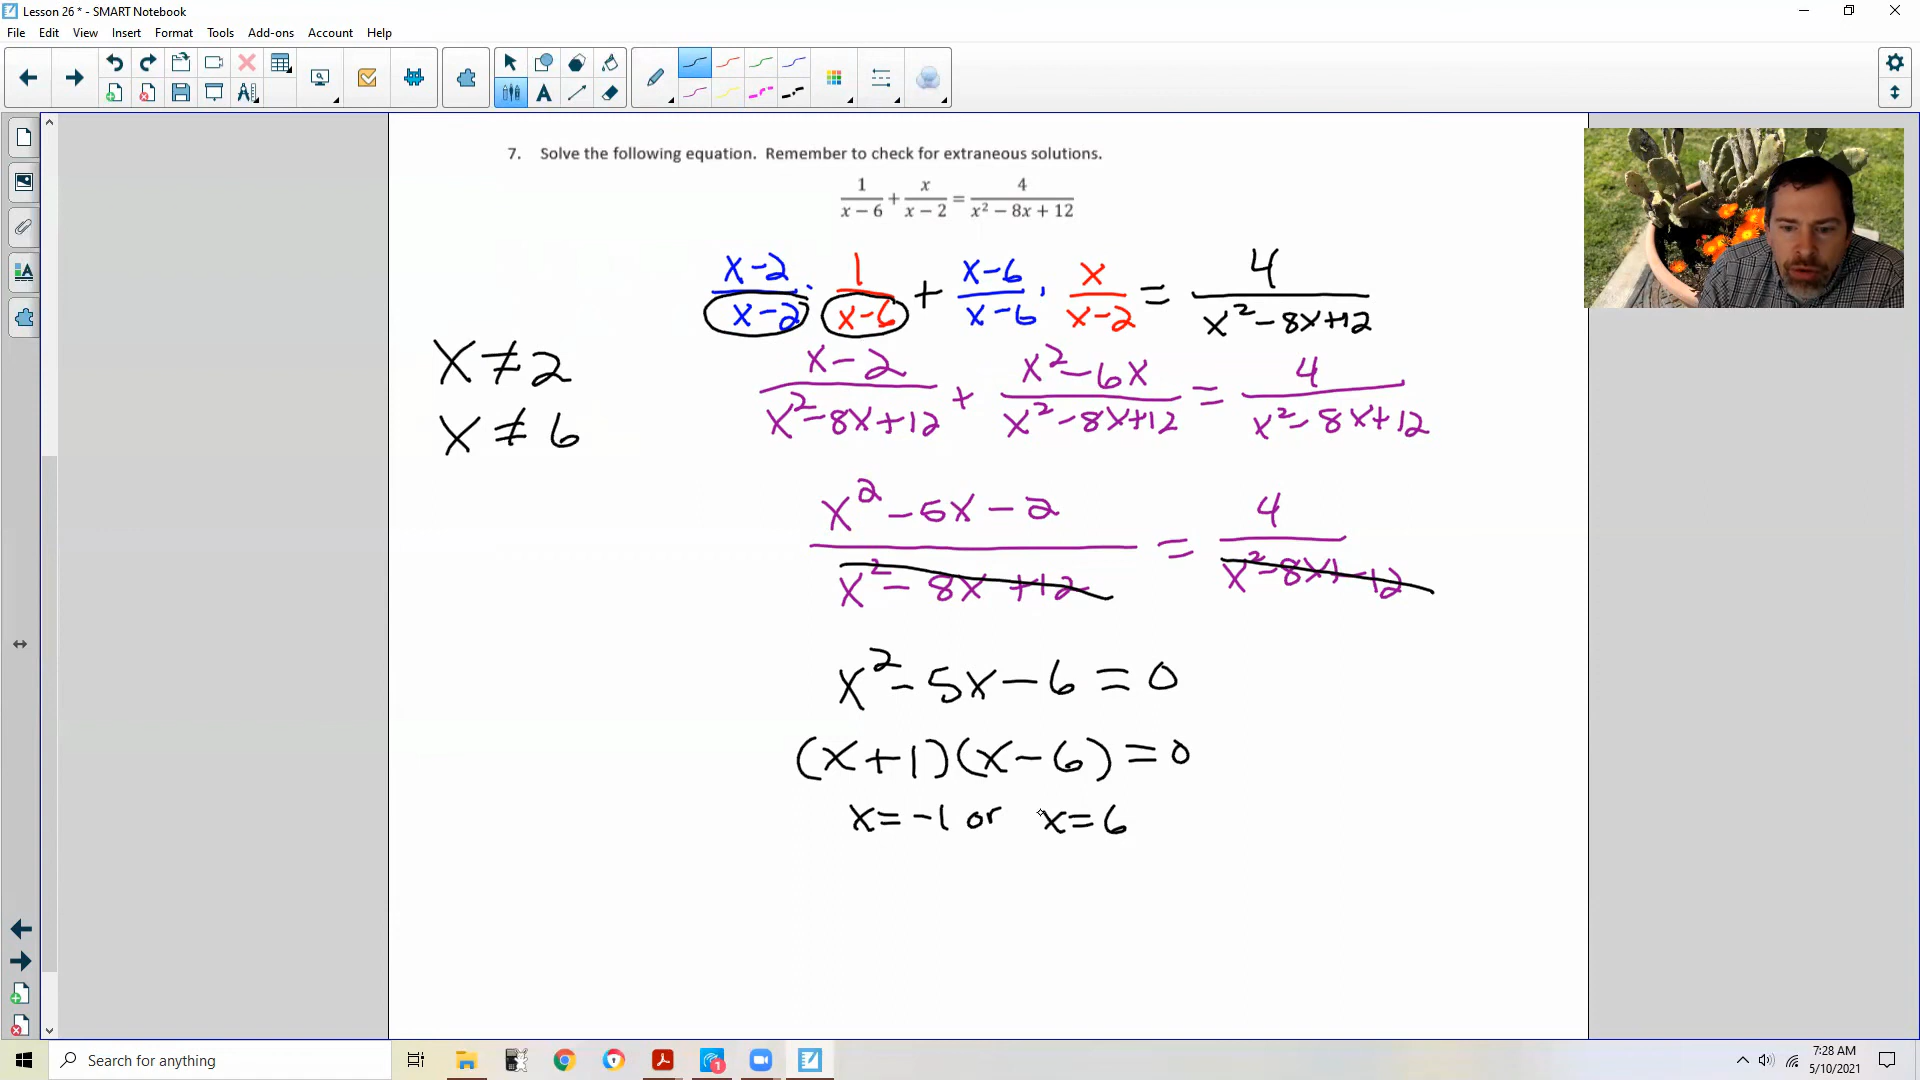 Lesson 26 * - SMART Notebook
File Edit View Insert Format Tools Add-ons Account Help
7. Solve the following equation. Remember to check for extraneous solutions.
1/(x − 6) + x/(x − 2) = 4/(x² − 8x + 12)
(x-2)/(x-2) · 1/(x-6) + (x-6)/(x-6) · x/(x-2) = 4/(x²-8x+12)
x≠2
x≠6
(x-2)/(x²-8x+12) + (x²-6x)/(x²-8x+12) = 4/(x²-8x+12)
(x²-5x-2)/(x²-8x+12) = 4/(x²-8x+12)
x²-5x-6=0
(x+1)(x-6)=0
x=-1 or x=6
Search for anything
1
7:28 AM
5/10/2021